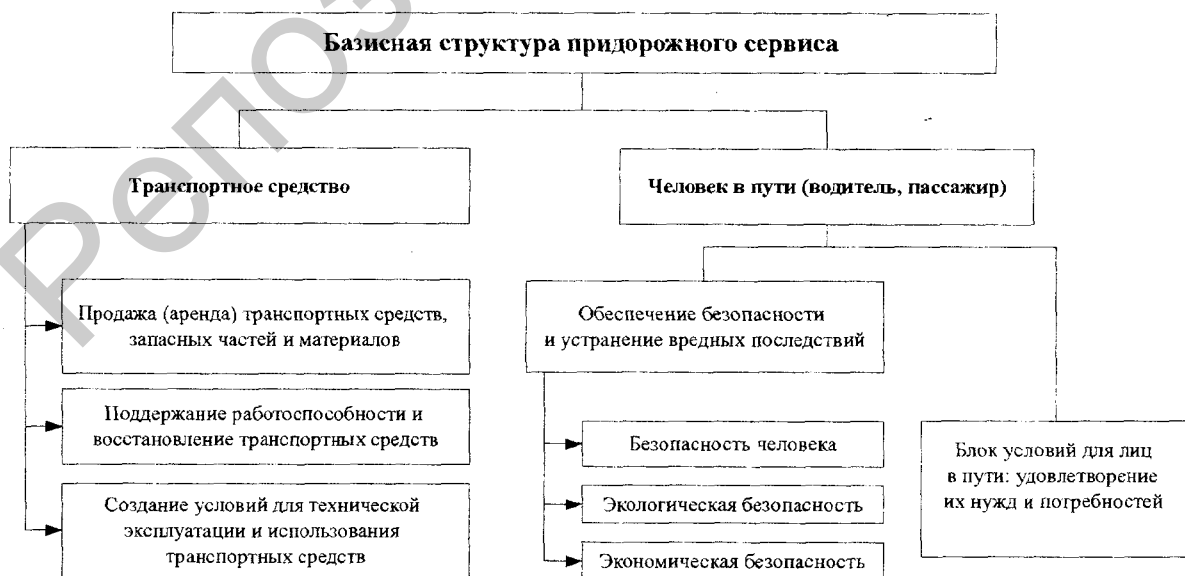 Базисная структура придорожного сервиса
Транспортное средство
Человек в пути (водитель, пассажир)
Продажа (аренда) транспортных средств,
запасных частей и материалов
Поддержание работоспособности и
восстановление транспортных средств
Создание условий для технической
эксплуатации и использования
транспортных средств
Обеспечение безопасности
и устранение вредных последствий
Безопасность человека
Экологическая безопасность
Экономическая безопасность
Блок условий для лиц
в пути: удовлетворение
их нужд и потребностей